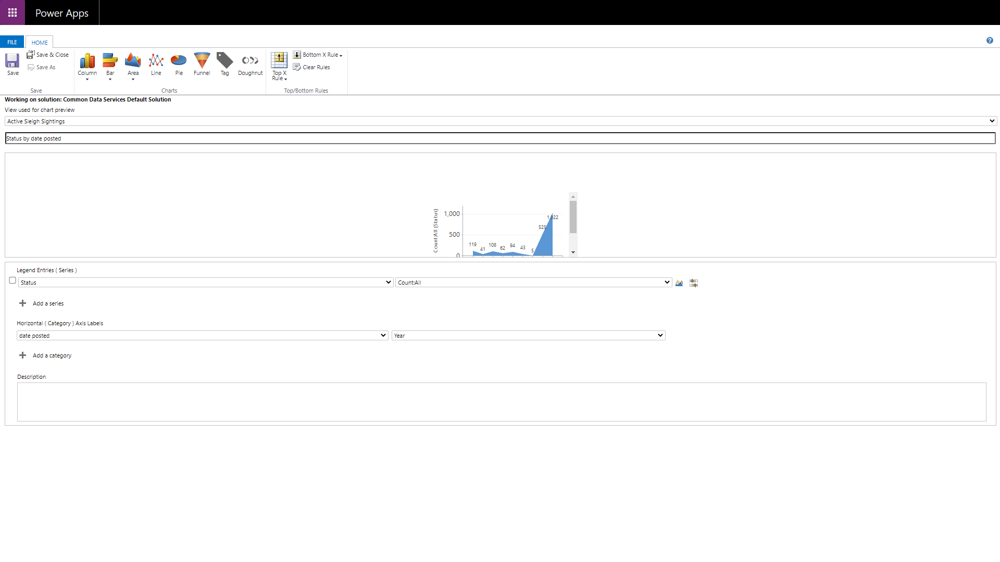 Power Apps
FILE
HOME
Save
Save & Close
Save As
Save
Column
Bar
Area
Line
Pie
Funnel
Tag
Doughnut
Charts
Top X
Rule
Bottom X Rule
Clear Rules
Top/Bottom Rules
Working on solution: Common Data Services Default Solution
View used for chart preview
Active Sleigh Sightings
Status by date posted
Count:All (Status)
1,000
500
0
119
41
108
62
94
43
5
525
1,022
Legend Entries ( Series )
Status
Count:All
Add a series
Horizontal ( Category ) Axis Labels
date posted
Year
Add a category
Description